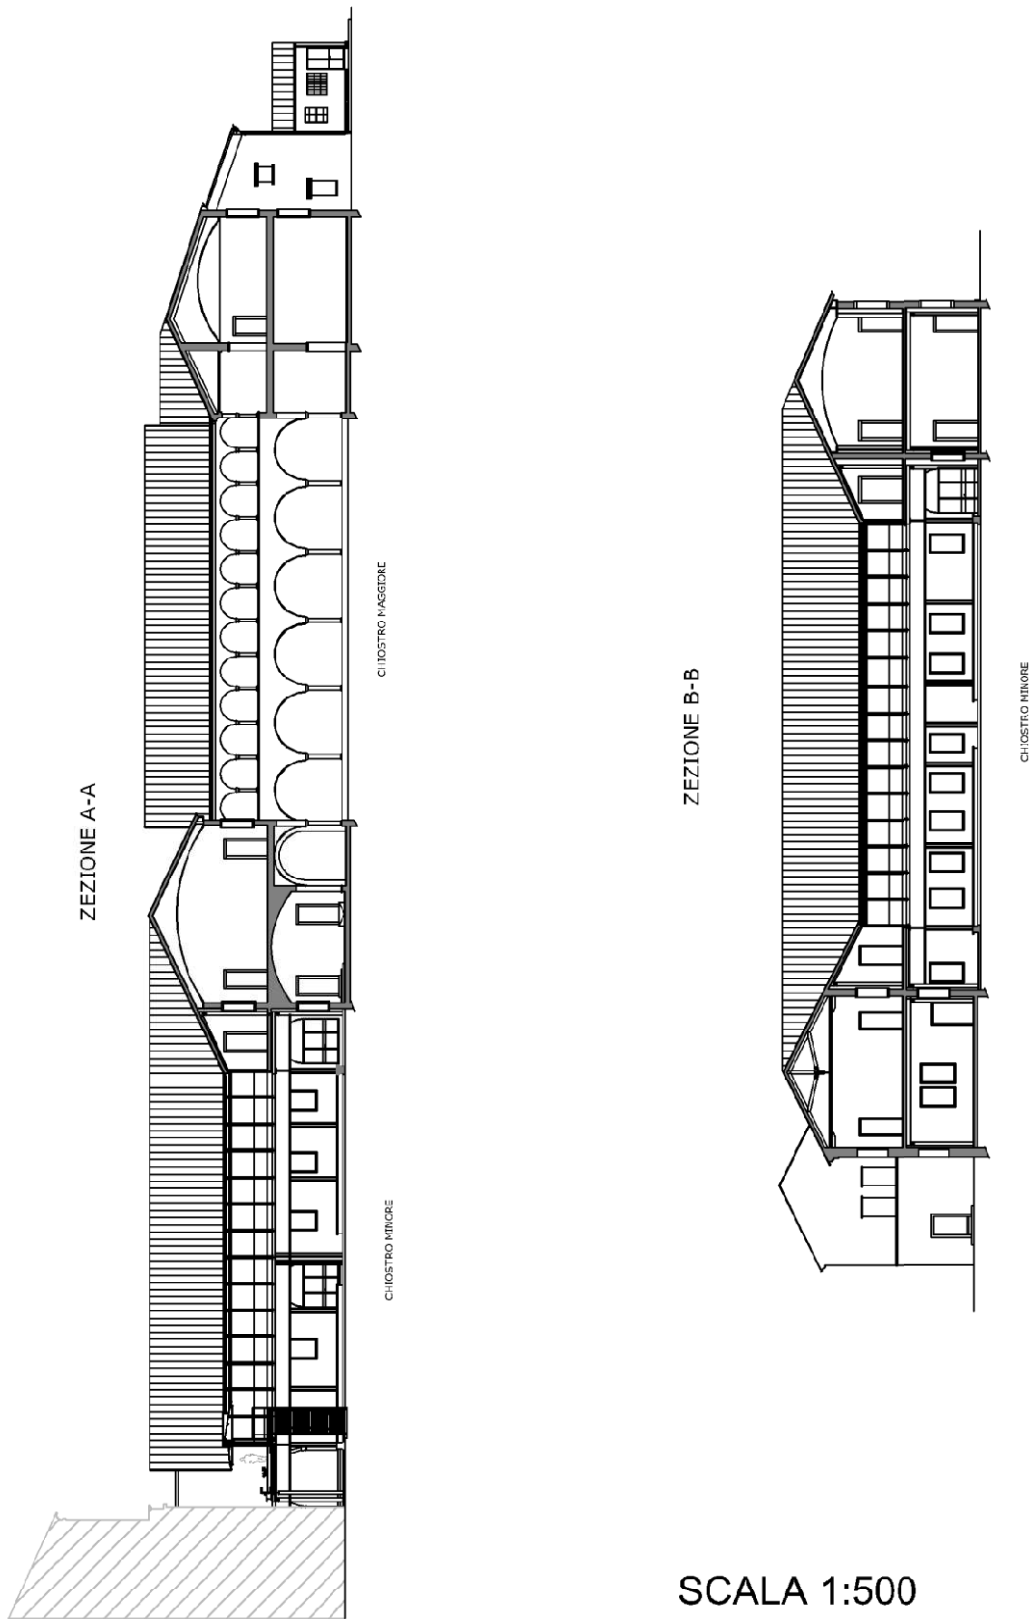 ZEZIONE A-A
CHIOSTRO MAGGIORE
CHIOSTRO MINORE
ZEZIONE B-B
CHIOSTRO MINORE
SCALA 1:500